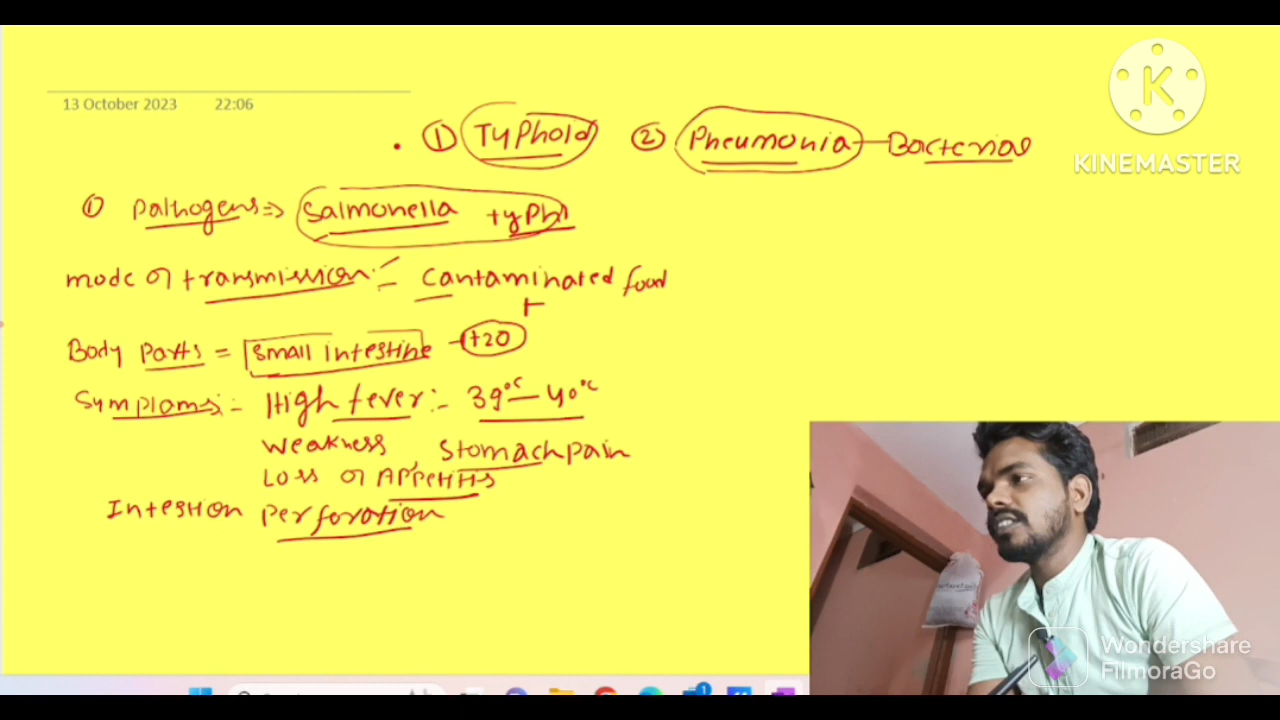 13 October 2023 22:06
K
KINEMASTER
① Typhoid ② Pneumonia - Bacterial
① Pathogens => Salmonella typhi
mode of transmission :- Cantaminated food
Body Parts = Small intestine - H2O
Symptoms :- High fever :- 39°C - 40°C
Weakness, Stomach pain
Loss of Appetits
Intestion Perforation
Wondershare
FilmoraGo